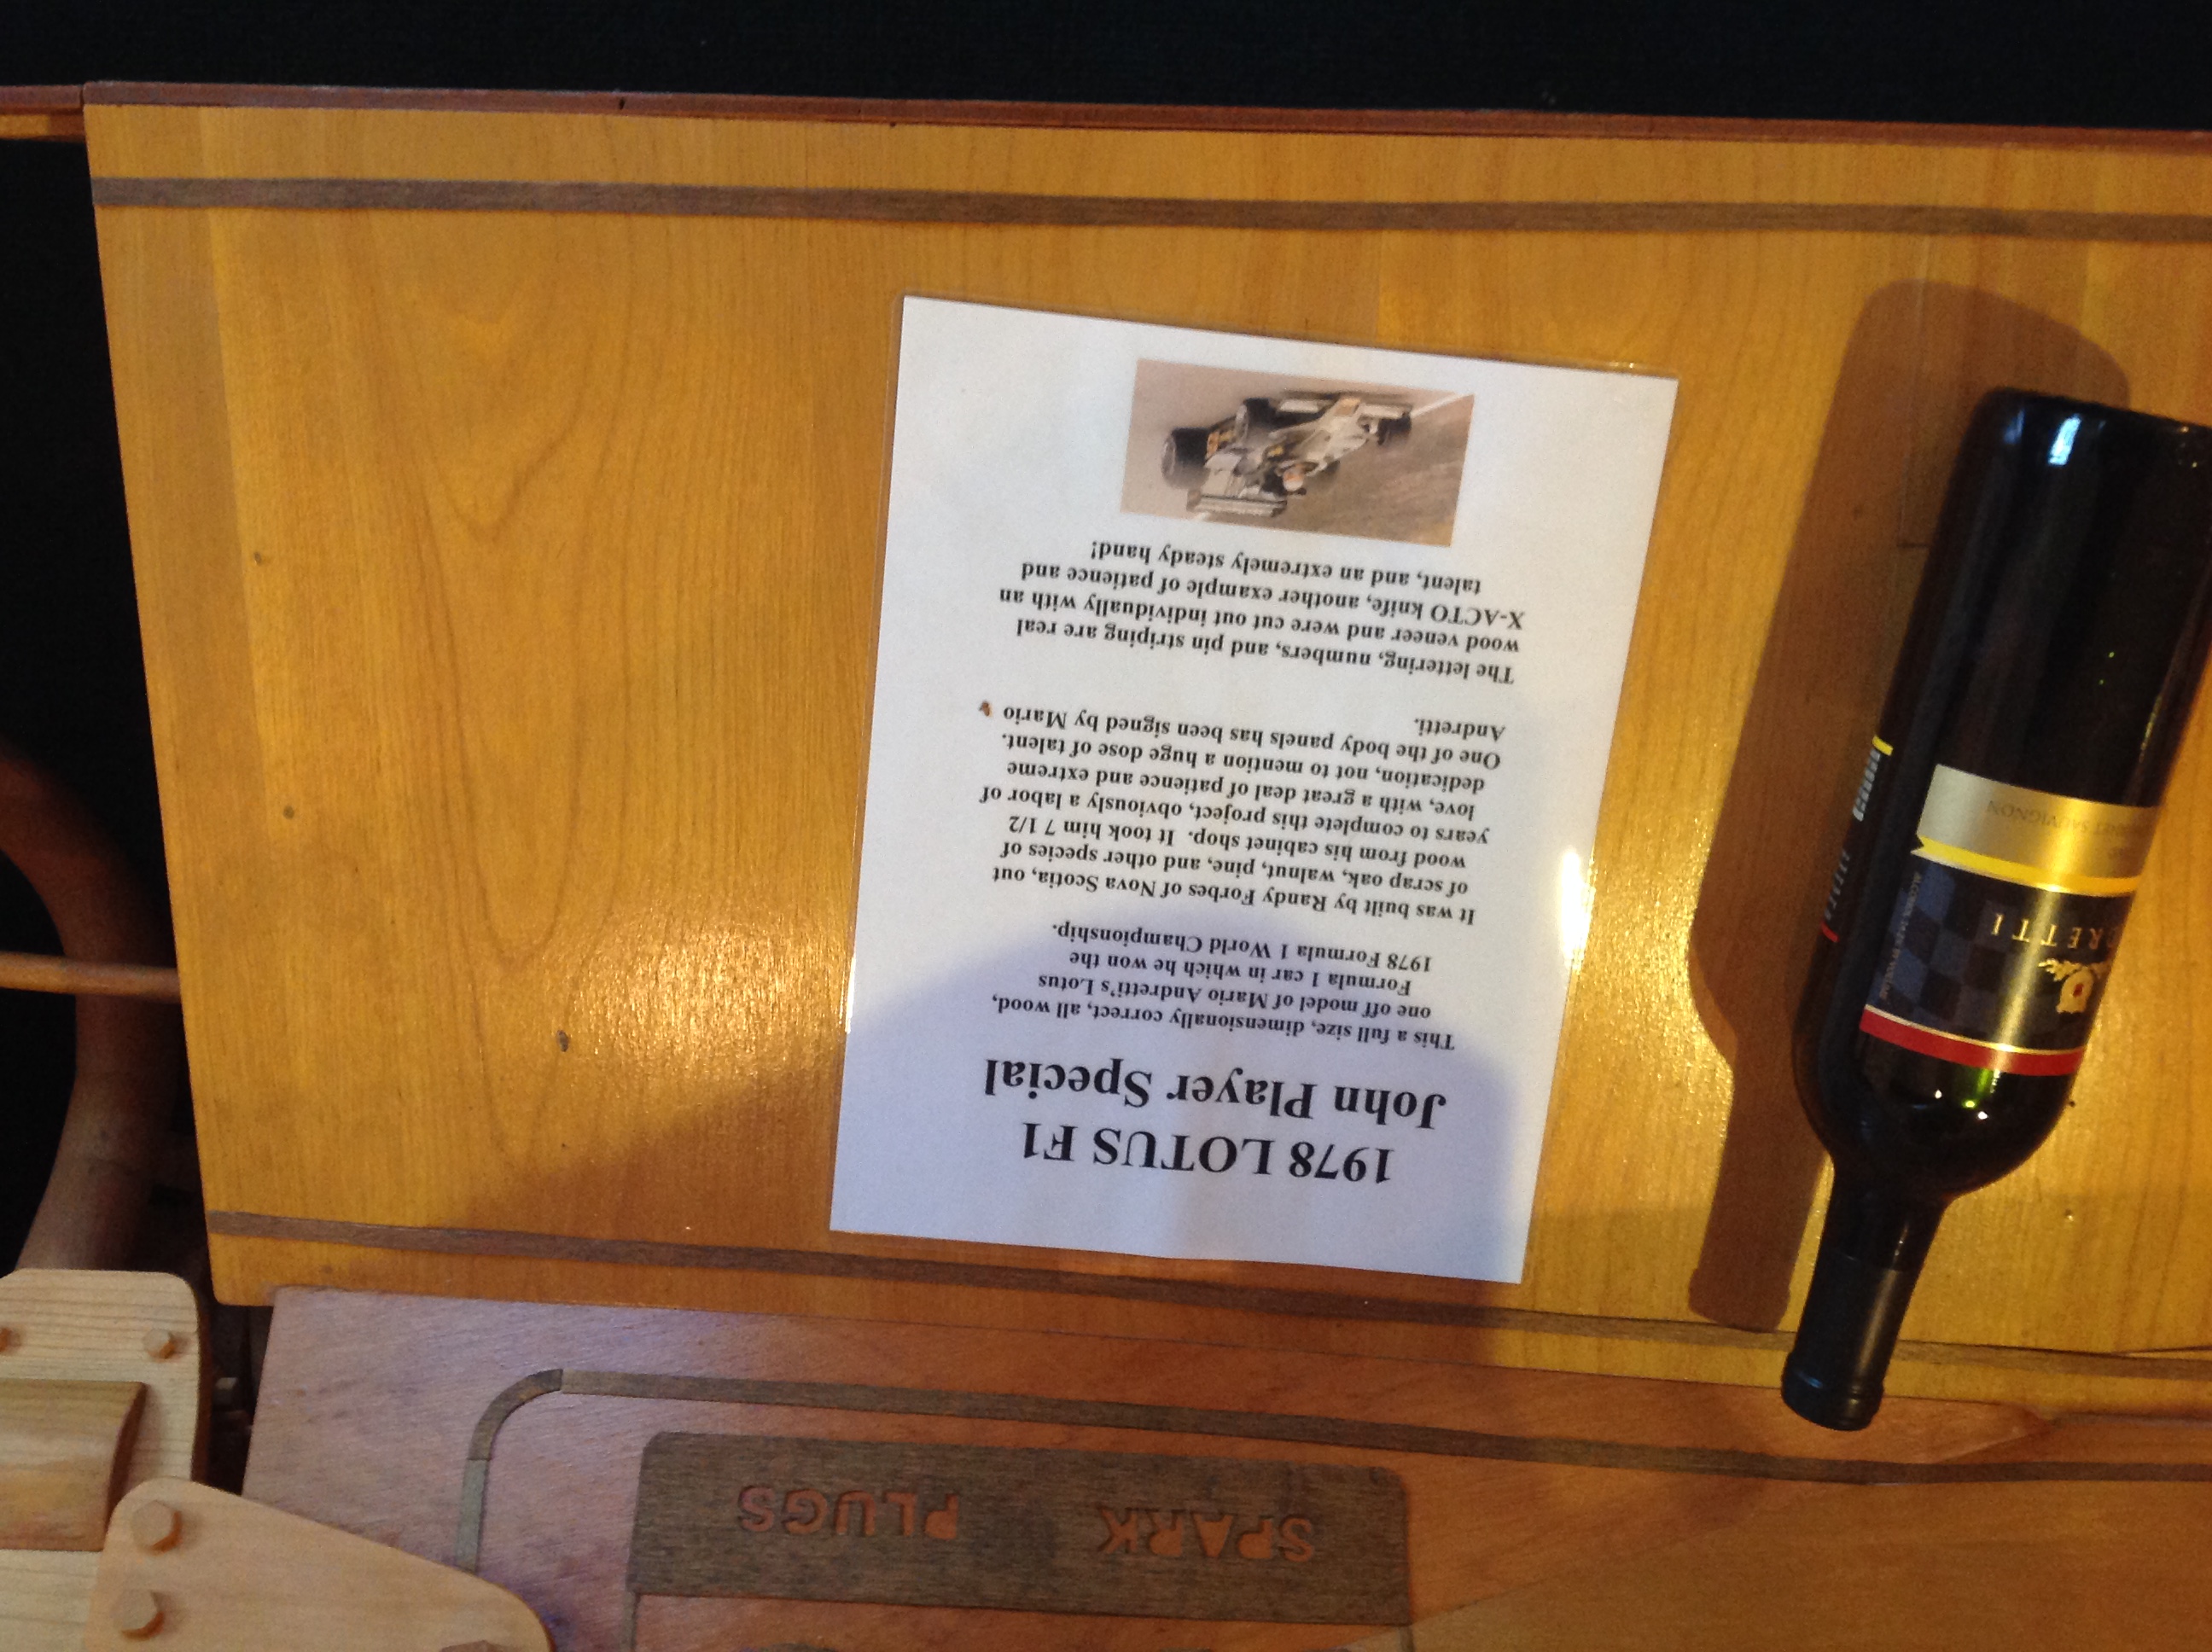 1978 LOTUS F1
John Player Special
This a full size, dimensionally correct, all wood,
one off model of Mario Andretti's Lotus
Formula 1 car in which he won the
1978 Formula 1 World Championship.
It was built by Randy Forbes of Nova Scotia, out
of scrap oak, walnut, pine, and other species of
wood from his cabinet shop. It took him 7 1/2
years to complete this project, obviously a labor of
love, with a great deal of patience and extreme
dedication, not to mention a huge dose of talent.
One of the body panels has been signed by Mario
Andretti.
The lettering, numbers, and pin striping are real
wood veneer and were cut out individually with an
X-ACTO knife, another example of patience and
talent, and an extremely steady hand!
SPARK PLUGS
DRETTI
SAUVIGNON